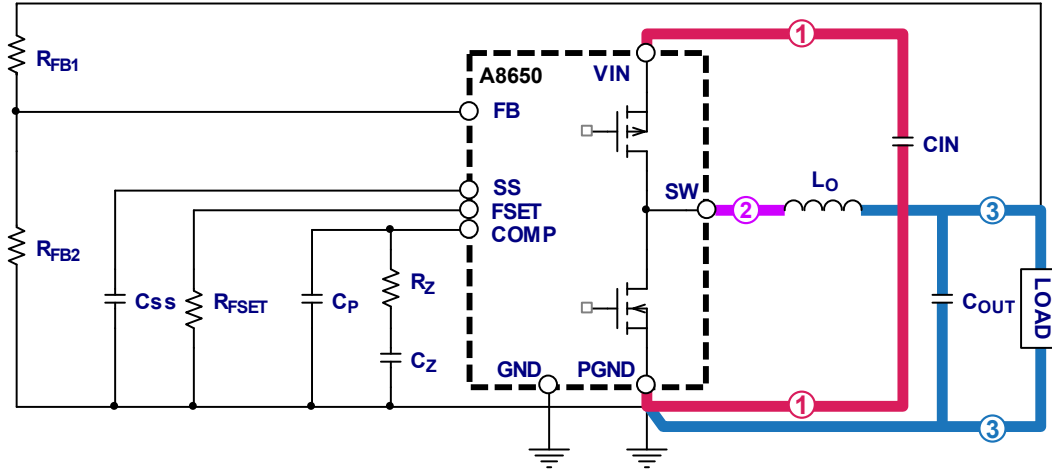 1
RFB1
A8650
VIN
FB
CIN
SS
SW
LO
FSET
2
3
COMP
RFB2
RZ
CSS
RFSET
CP
COUT
LOAD
CZ
GND
PGND
1
3